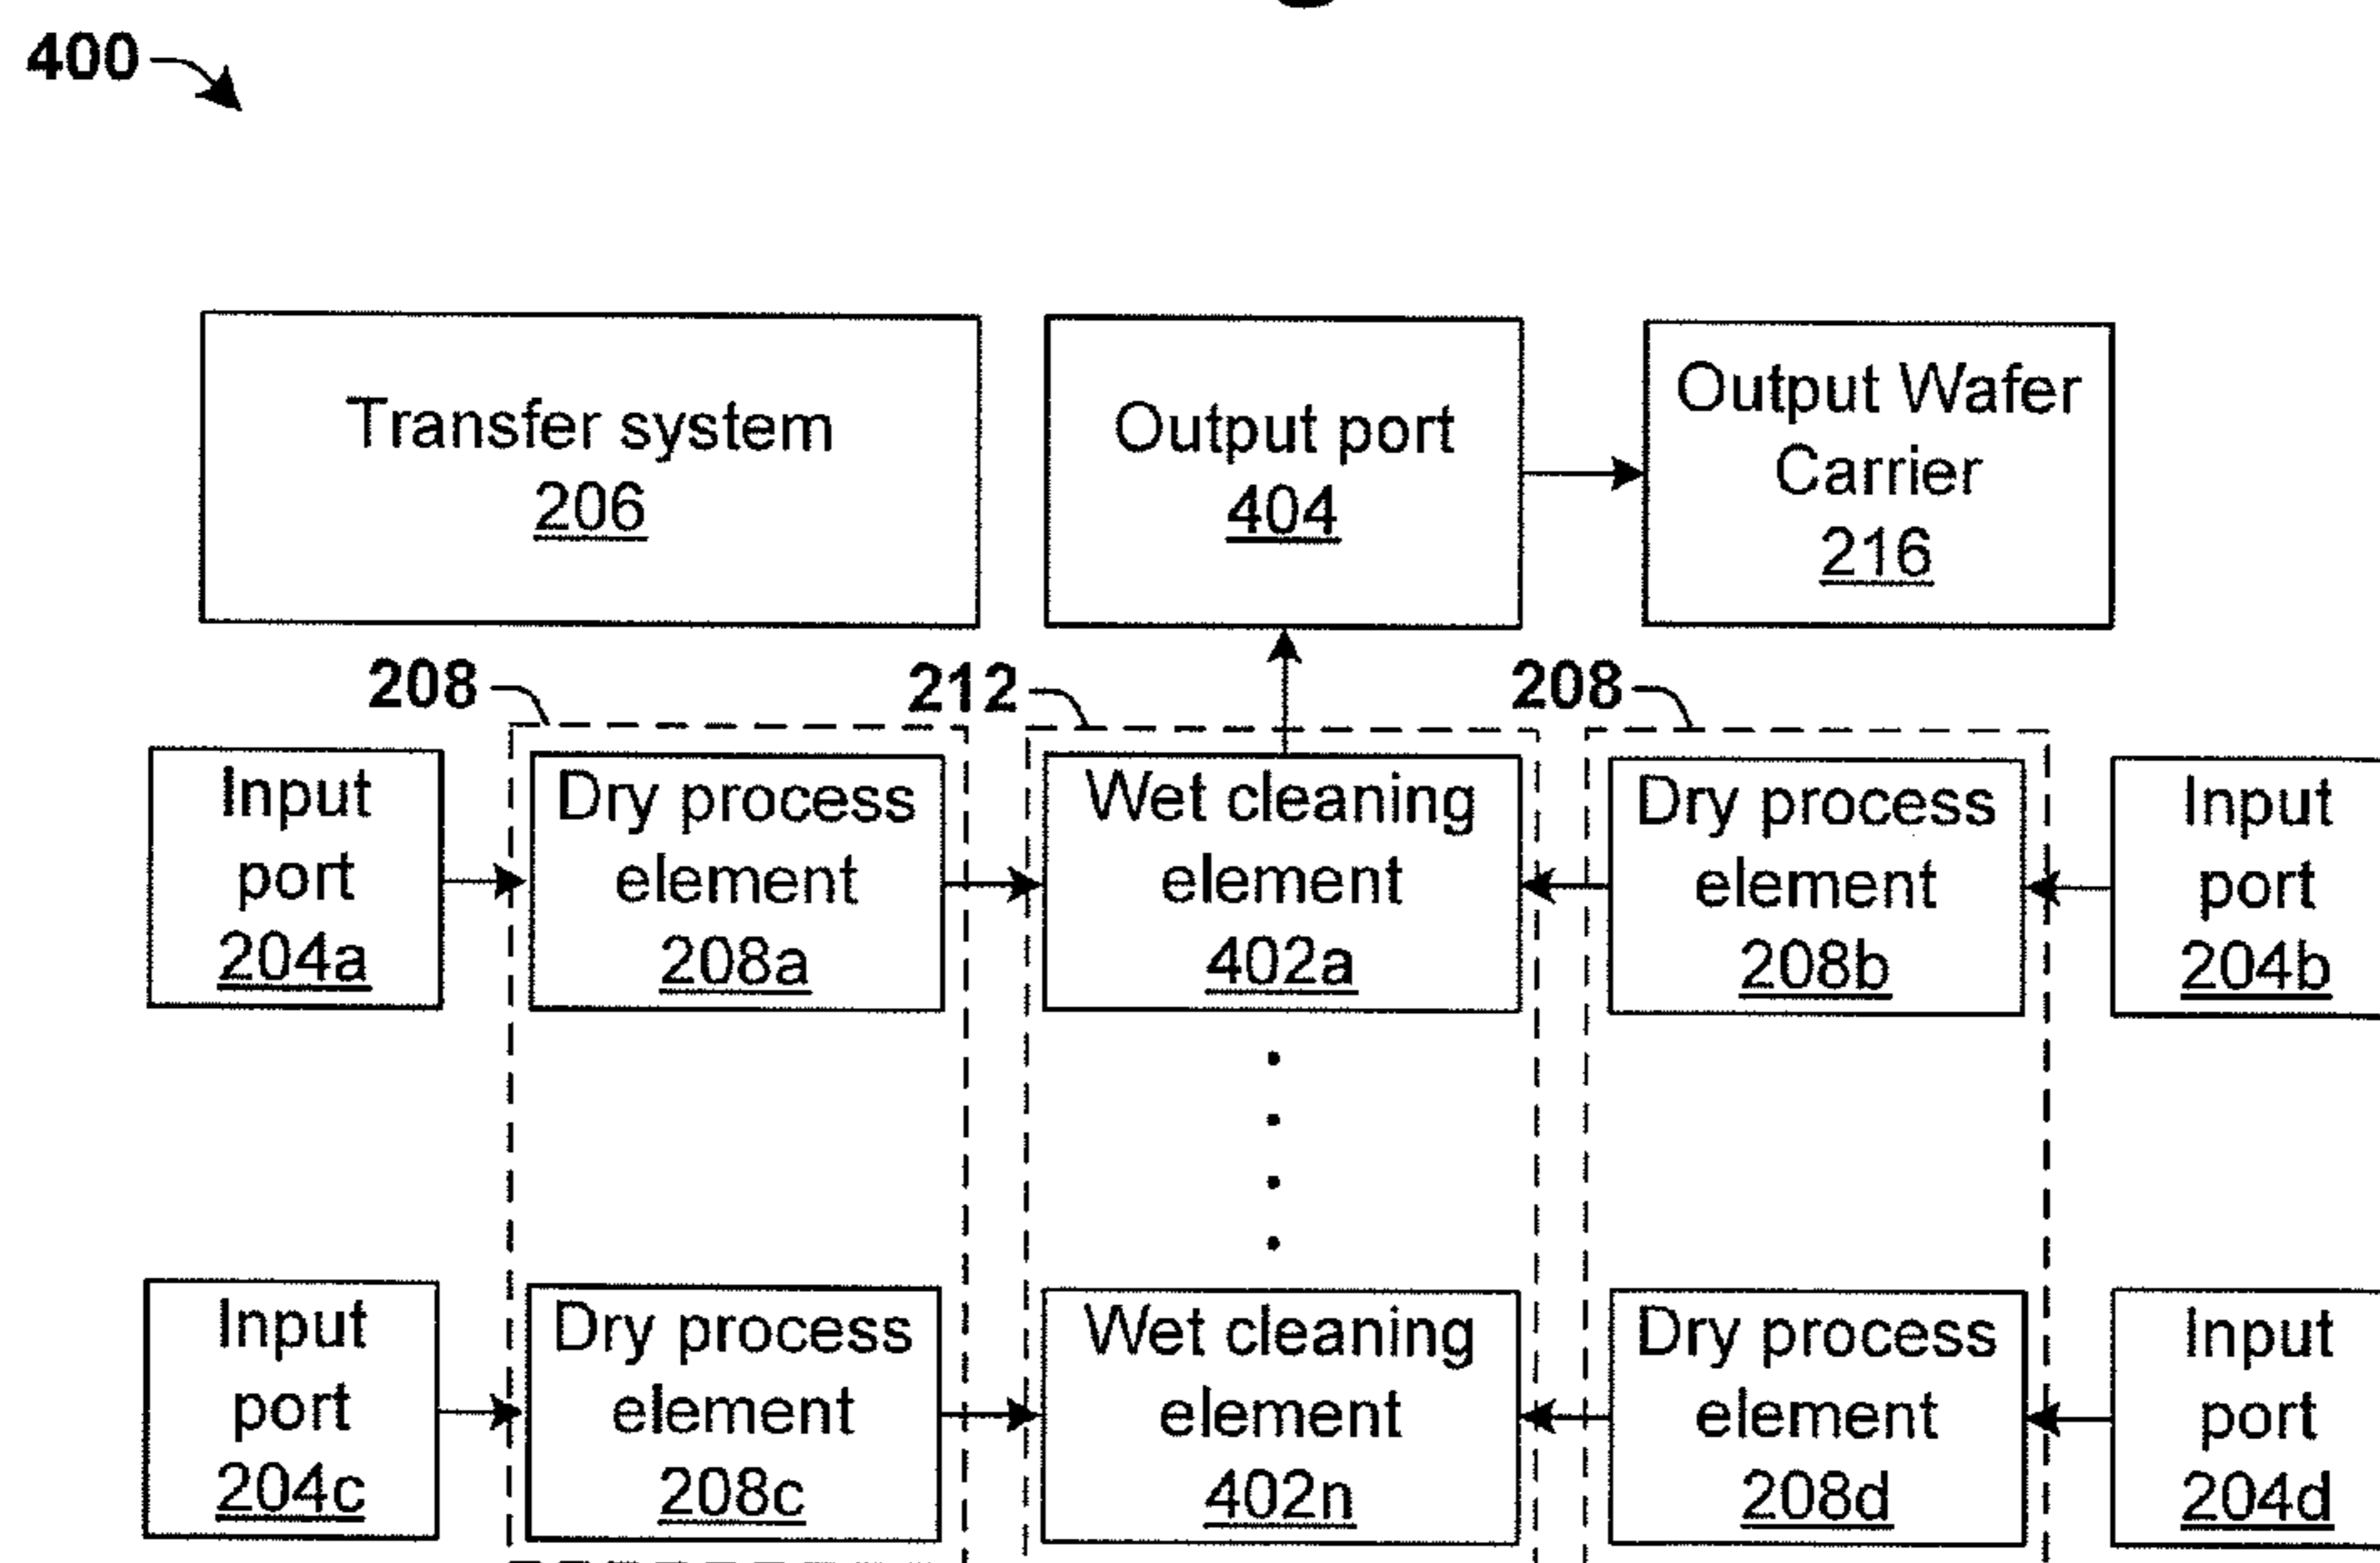 400
Transfer system
206
Output port
404
Output Wafer
Carrier
216
208
212
208
Input
port
204a
Dry process
element
208a
Wet cleaning
element
402a
Dry process
element
208b
Input
port
204b
Input
port
204c
Dry process
element
208c
Wet cleaning
element
402n
Dry process
element
208d
Input
port
204d